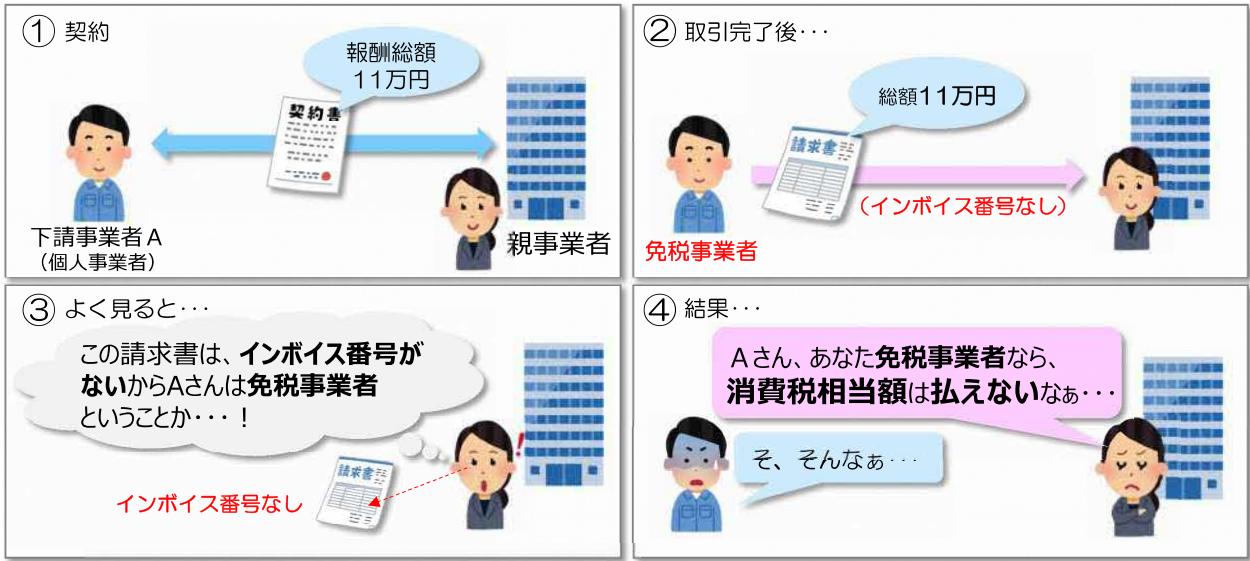 ① 契約
報酬総額
11万円
契約書
下請事業者A
（個人事業者）
親事業者
② 取引完了後・・・
総額11万円
請求書
（インボイス番号なし）
免税事業者
③ よく見ると・・・
この請求書は、インボイス番号が
ないからAさんは免税事業者
ということか・・・！
請求書
インボイス番号なし
④ 結果・・・
Aさん、あなた免税事業者なら、
消費税相当額は払えないなぁ・・・
そ、そんなぁ・・・